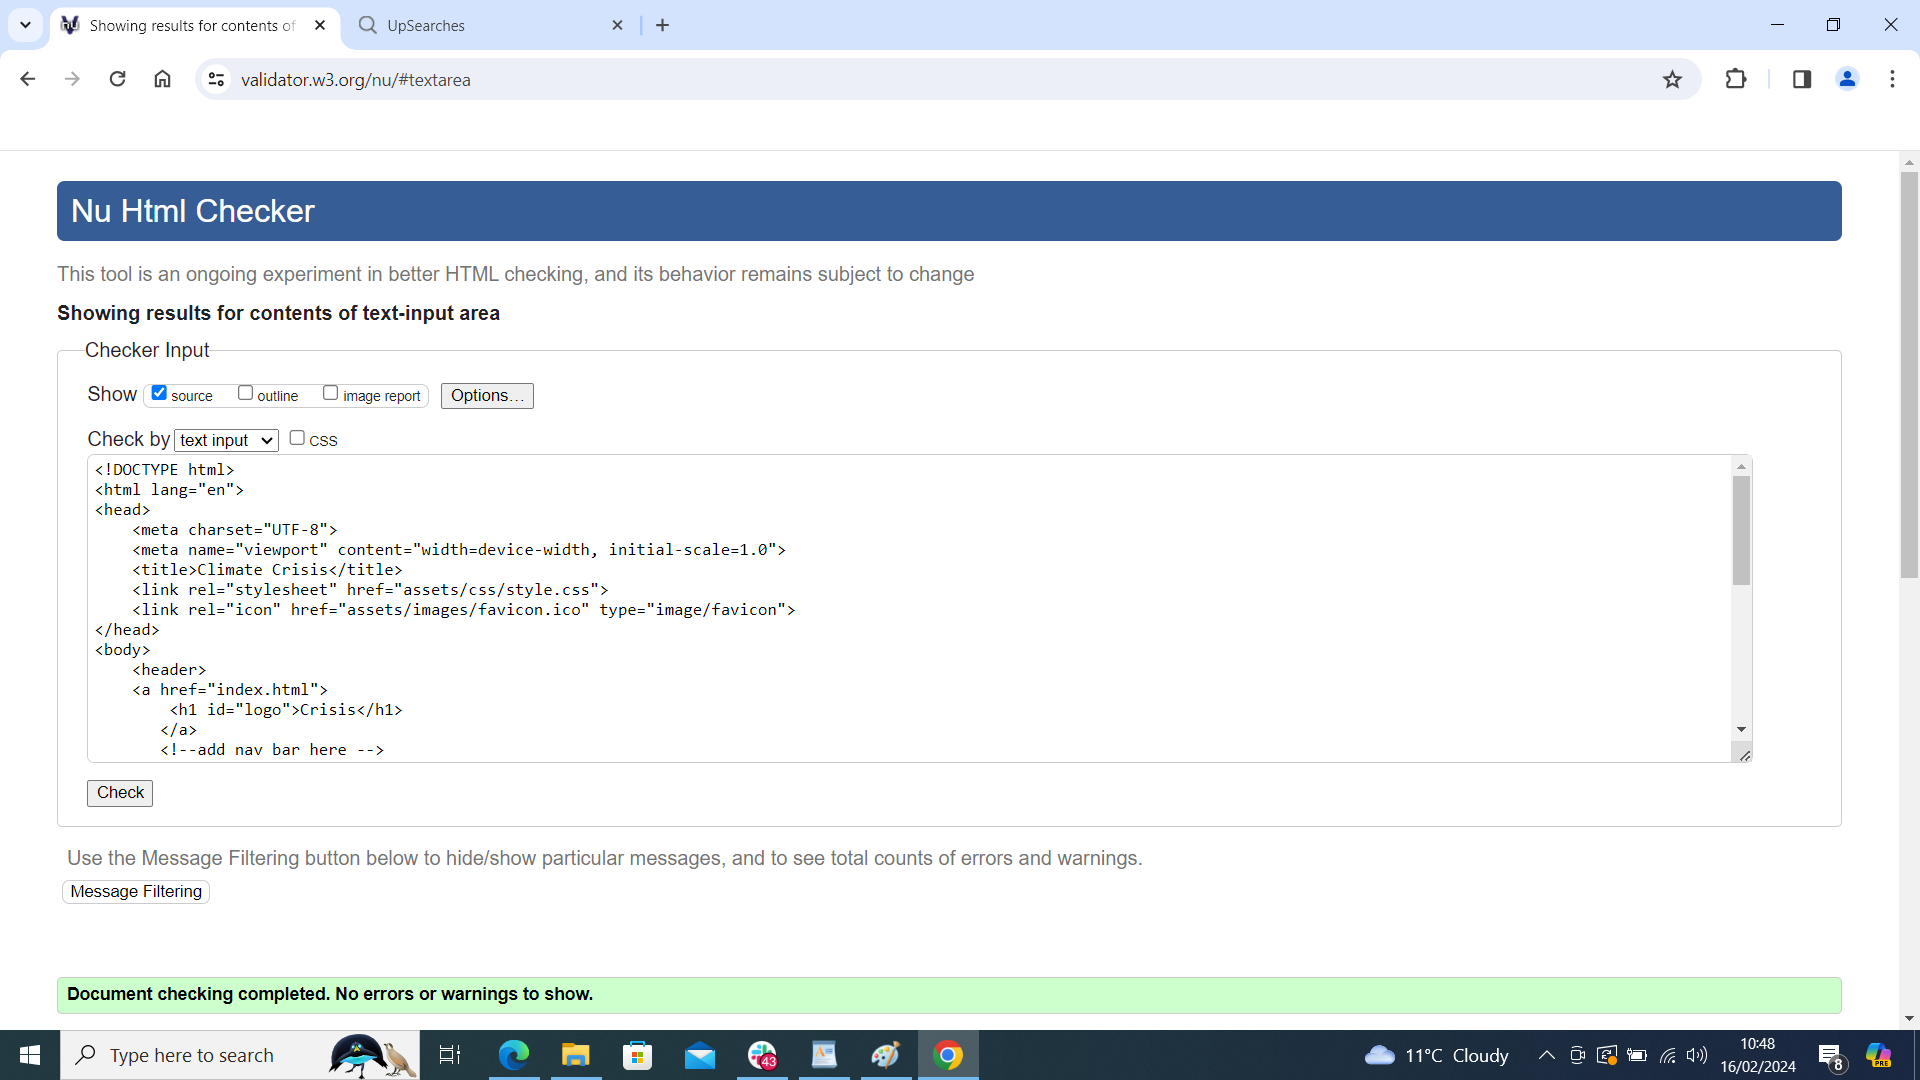 Showing results for contents of
UpSearches
validator.w3.org/nu/#textarea
Nu Html Checker
This tool is an ongoing experiment in better HTML checking, and its behavior remains subject to change
Showing results for contents of text-input area
Checker Input
Show source outline image report Options…
Check by text input CSS
<!DOCTYPE html>
<html lang="en">
<head>
    <meta charset="UTF-8">
    <meta name="viewport" content="width=device-width, initial-scale=1.0">
    <title>Climate Crisis</title>
    <link rel="stylesheet" href="assets/css/style.css">
    <link rel="icon" href="assets/images/favicon.ico" type="image/favicon">
</head>
<body>
    <header>
    <a href="index.html">
        <h1 id="logo">Crisis</h1>
       </a>
       <!--add nav bar here -->
Check
Use the Message Filtering button below to hide/show particular messages, and to see total counts of errors and warnings.
Message Filtering
Document checking completed. No errors or warnings to show.
Type here to search
43
11°C Cloudy
10:48
16/02/2024
8
PRE